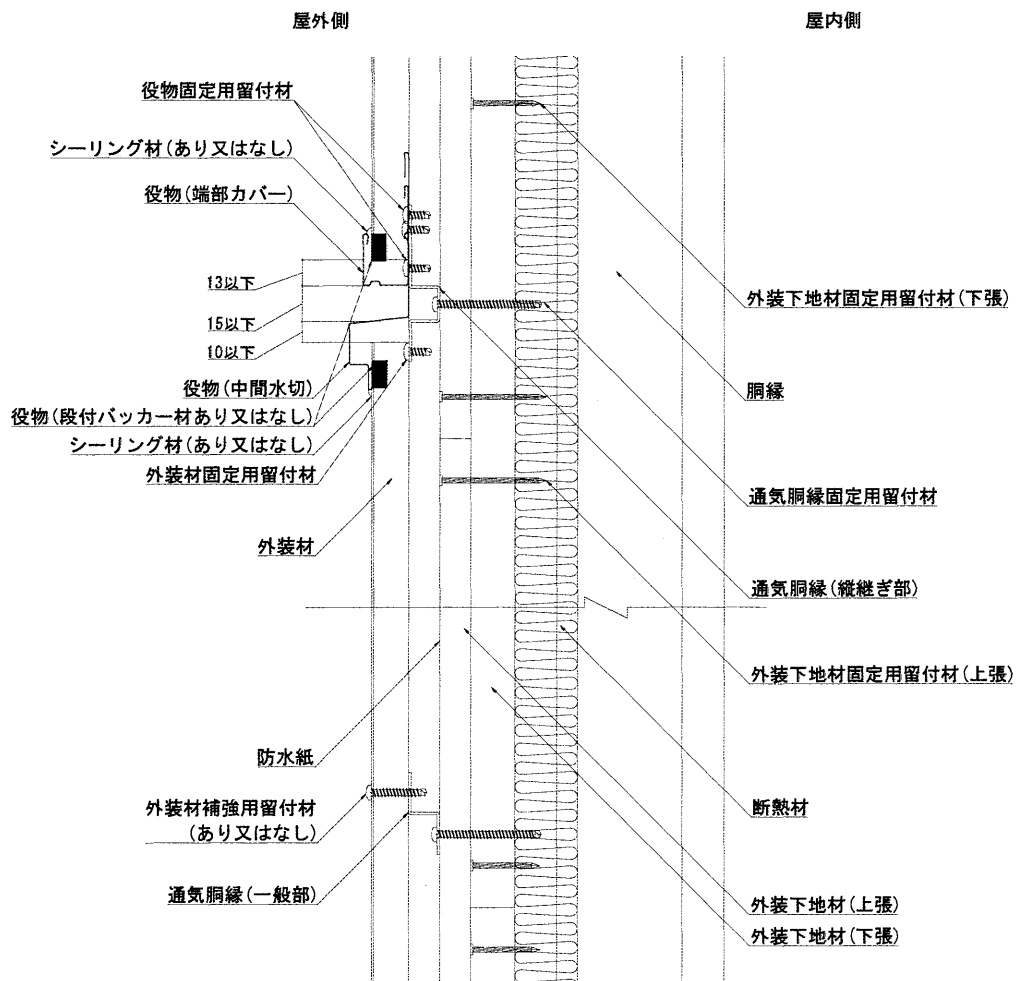 屋外側
屋内側
役物固定用留付材
シーリング材(あり又はなし)
役物(端部カバー)
13以下
15以下
10以下
役物(中間水切)
役物(段付バッカー材あり又はなし)
シーリング材(あり又はなし)
外装材固定用留付材
外装材
防水紙
外装材補強用留付材
(あり又はなし)
通気胴縁(一般部)
外装下地材固定用留付材(下張)
胴縁
通気胴縁固定用留付材
通気胴縁(縦継ぎ部)
外装下地材固定用留付材(上張)
断熱材
外装下地材(上張)
外装下地材(下張)